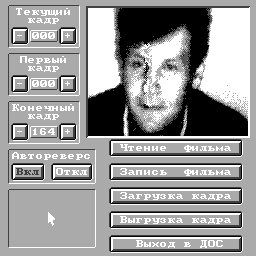 Текущий
кадр
- 000 +
Первый
кадр
- 000 +
Конечный
кадр
- 164 +
Автореверс
Вкл Откл
Чтение фильма
Запись фильма
Загрузка кадра
Выгрузка кадра
Выход в ДОС